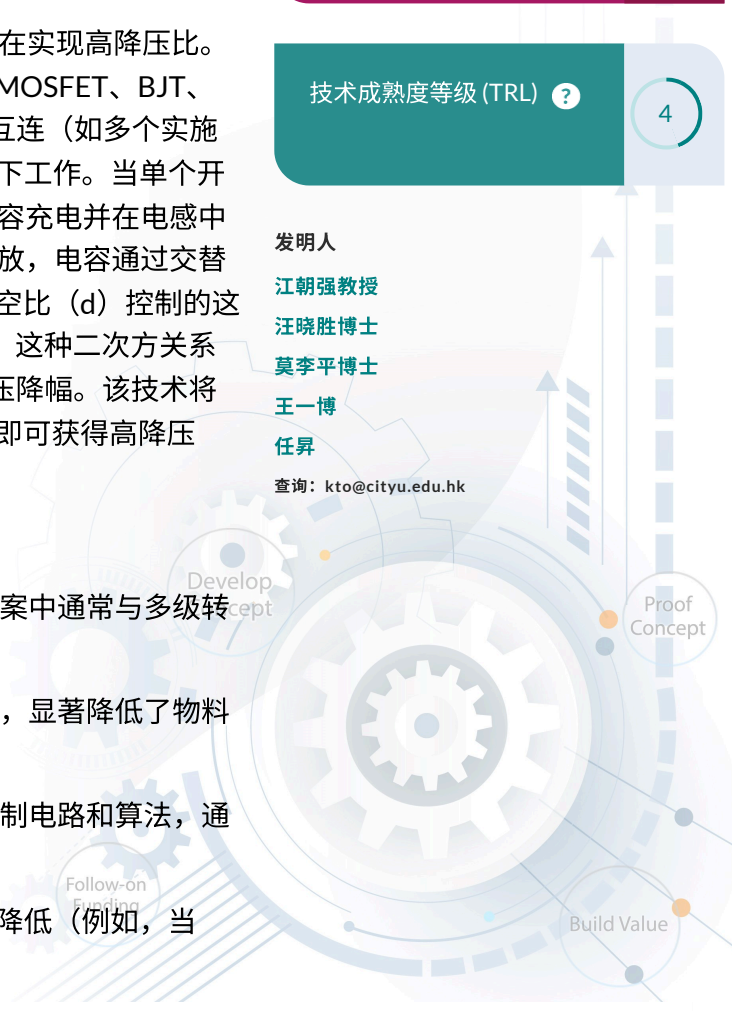 在实现高降压比。
MOSFET、BJT、
互连（如多个实施
下工作。当单个开
容充电并在电感中
放，电容通过交替
空比（d）控制的这
这种二次方关系
压降幅。该技术将
即可获得高降压
案中通常与多级转
，显著降低了物料
制电路和算法，通
降低（例如，当
技术成熟度等级 (TRL) ?
4
发明人
江朝强教授
汪晓胜博士
莫李平博士
王一博
任昇
查询：kto@cityu.edu.hk
Develop
Concept
Proof
Concept
Follow-on
Funding
Build Value